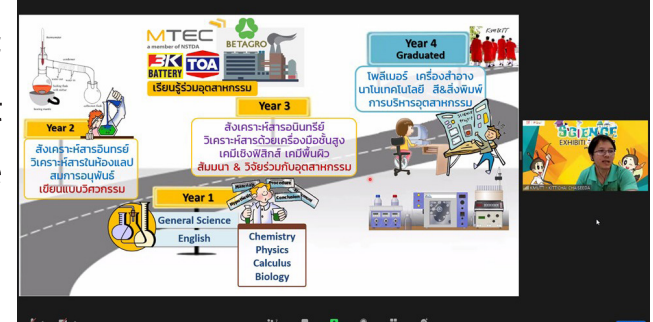 MTEC
a member of NSTDA
BETAGRO
3K
BATTERY
TOA
เรียนรู้ร่วมอุตสาหกรรม
Year 4
Graduated
KMUTT
โพลีเมอร์ เครื่องสำอาง
นาโนเทคโนโลยี สี&สิ่งพิมพ์
การบริหารอุตสาหกรรม
Year 3
สังเคราะห์สารอนินทรีย์
วิเคราะห์สารด้วยเครื่องมือชั้นสูง
เคมีเชิงฟิสิกส์ เคมีพื้นผิว
สัมมนา & วิจัยร่วมกับอุตสาหกรรม
Year 2
สังเคราะห์สารอินทรย์
วิเคราะห์สารในห้องแลป
สมการอนุพันธ์
เขียนแบบวิศวกรรม
Year 1
General Science
English
Chemistry
Physics
Calculus
Biology
SCIENCE
EXHIBITI